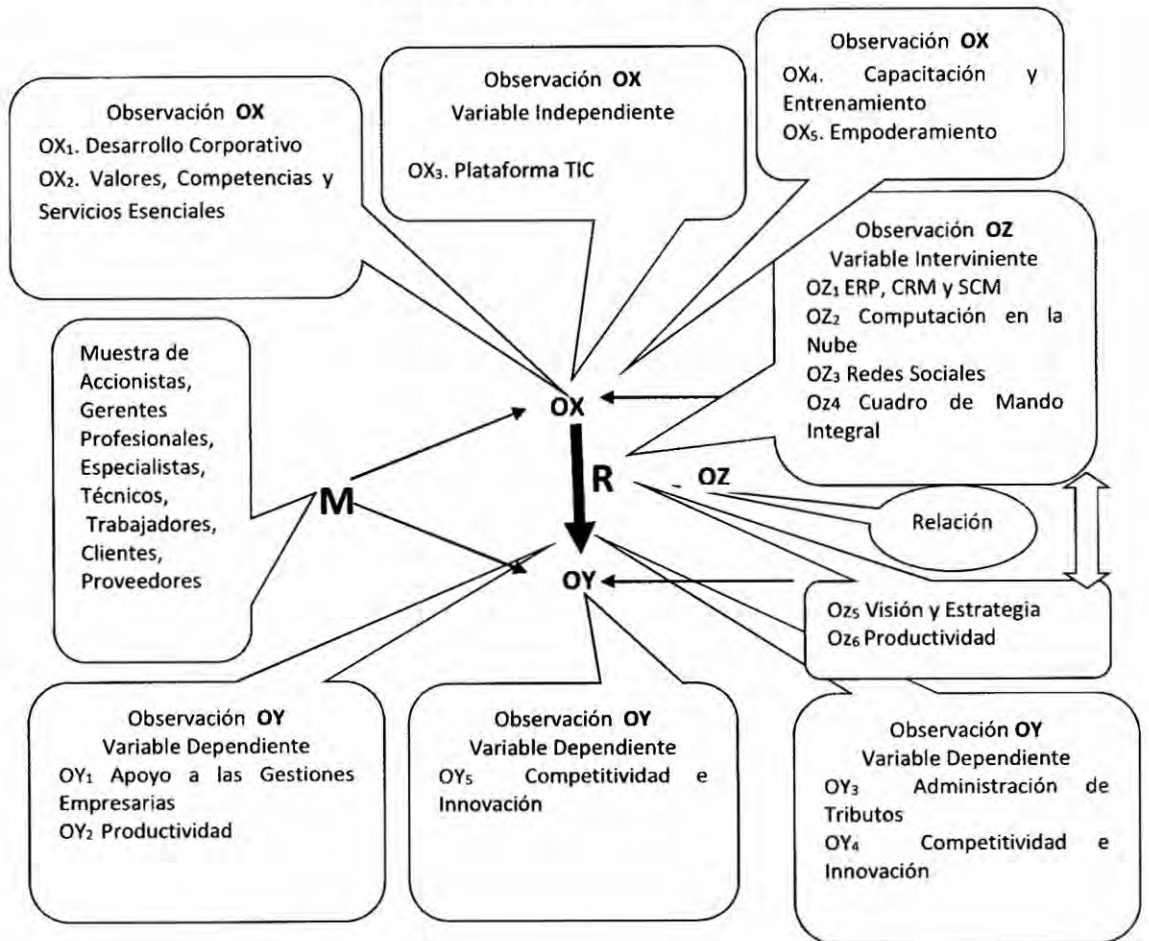 Observación OX
OX₁. Desarrollo Corporativo
OX₂. Valores, Competencias y
Servicios Esenciales
Observación OX
Variable Independiente
OX₃. Plataforma TIC
Observación OX
OX₄. Capacitación y
Entrenamiento
OX₅. Empoderamiento
Observación OZ
Variable Interviniente
OZ₁ ERP, CRM y SCM
OZ₂ Computación en la
Nube
OZ₃ Redes Sociales
Oz4 Cuadro de Mando
Integral
Muestra de
Accionistas,
Gerentes
Profesionales,
Especialistas,
Técnicos,
Trabajadores,
Clientes,
Proveedores
M
OX
R
OZ
OY
Relación
Oz₅ Visión y Estrategia
Oz₆ Productividad
Observación OY
Variable Dependiente
OY₁ Apoyo a las Gestiones
Empresarias
OY₂ Productividad
Observación OY
Variable Dependiente
OY₅ Competitividad e
Innovación
Observación OY
Variable Dependiente
OY₃ Administración de
Tributos
OY₄ Competitividad e
Innovación